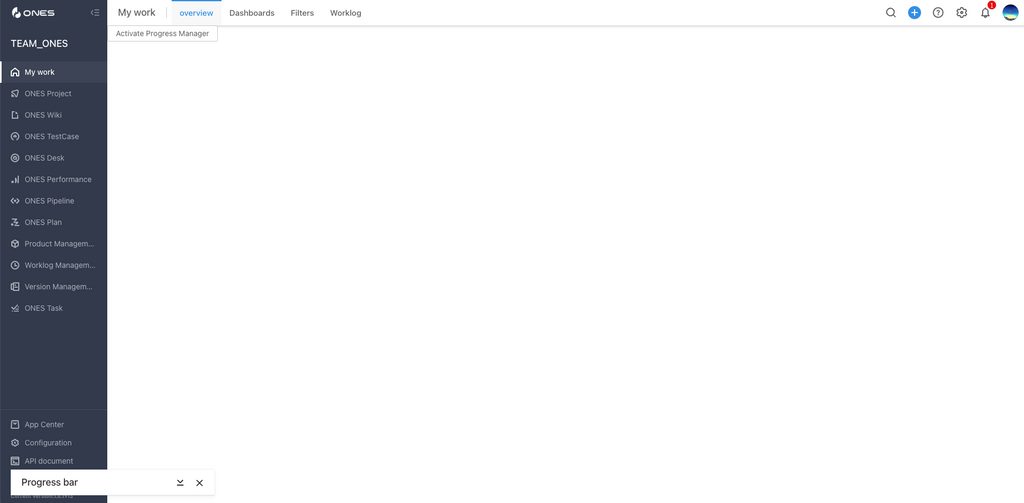 ONES
My work
overview
Dashboards
Filters
Worklog
1
Activate Progress Manager
TEAM_ONES
My work
ONES Project
ONES Wiki
ONES TestCase
ONES Desk
ONES Performance
ONES Pipeline
ONES Plan
Product Managem...
Worklog Managem...
Version Managem...
ONES Task
App Center
Configuration
API document
Progress bar